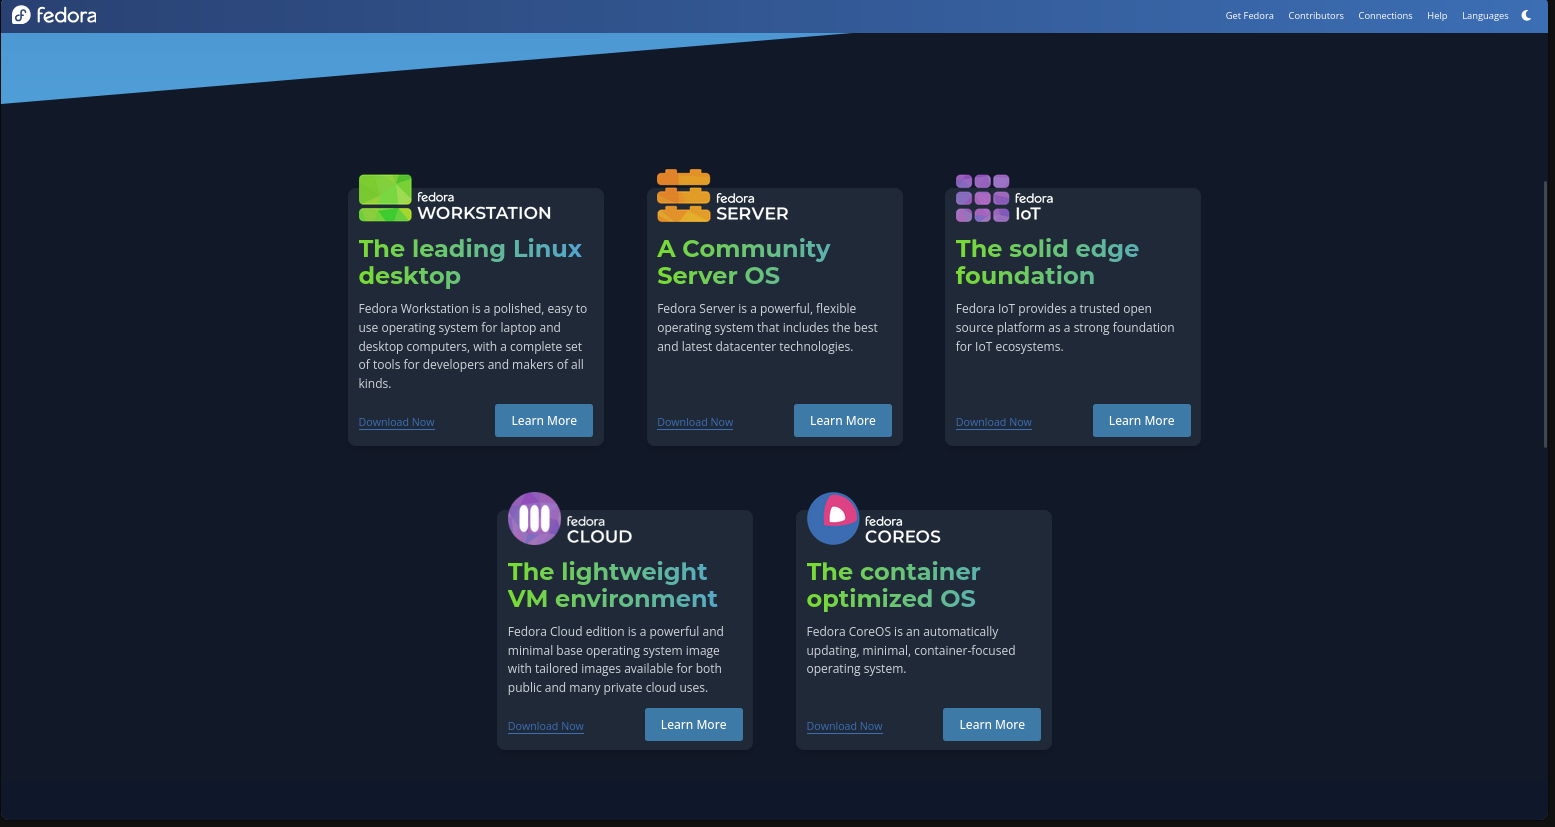 fedora
Get Fedora
Contributors
Connections
Help
Languages
fedora
WORKSTATION
The leading Linux
desktop
Fedora Workstation is a polished, easy to
use operating system for laptop and
desktop computers, with a complete set
of tools for developers and makers of all
kinds.
Download Now
Learn More
fedora
SERVER
A Community
Server OS
Fedora Server is a powerful, flexible
operating system that includes the best
and latest datacenter technologies.
Download Now
Learn More
fedora
IoT
The solid edge
foundation
Fedora IoT provides a trusted open
source platform as a strong foundation
for IoT ecosystems.
Download Now
Learn More
fedora
CLOUD
The lightweight
VM environment
Fedora Cloud edition is a powerful and
minimal base operating system image
with tailored images available for both
public and many private cloud uses.
Download Now
Learn More
fedora
COREOS
The container
optimized OS
Fedora CoreOS is an automatically
updating, minimal, container-focused
operating system.
Download Now
Learn More